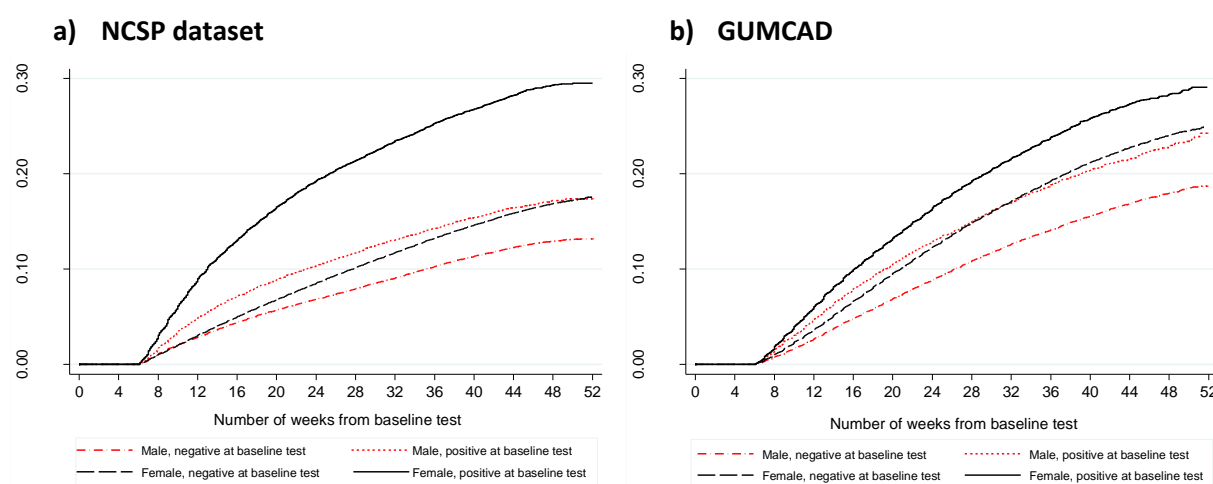 a) NCSP dataset
0.30
0.20
0.10
0.00
0 4 8 12 16 20 24 28 32 36 40 44 48 52
Number of weeks from baseline test
Male, negative at baseline test Male, positive at baseline test
Female, negative at baseline test Female, positive at baseline test
b) GUMCAD
0.30
0.20
0.10
0.00
0 4 8 12 16 20 24 28 32 36 40 44 48 52
Number of weeks from baseline test
Male, negative at baseline test Male, positive at baseline test
Female, negative at baseline test Female, positive at baseline test